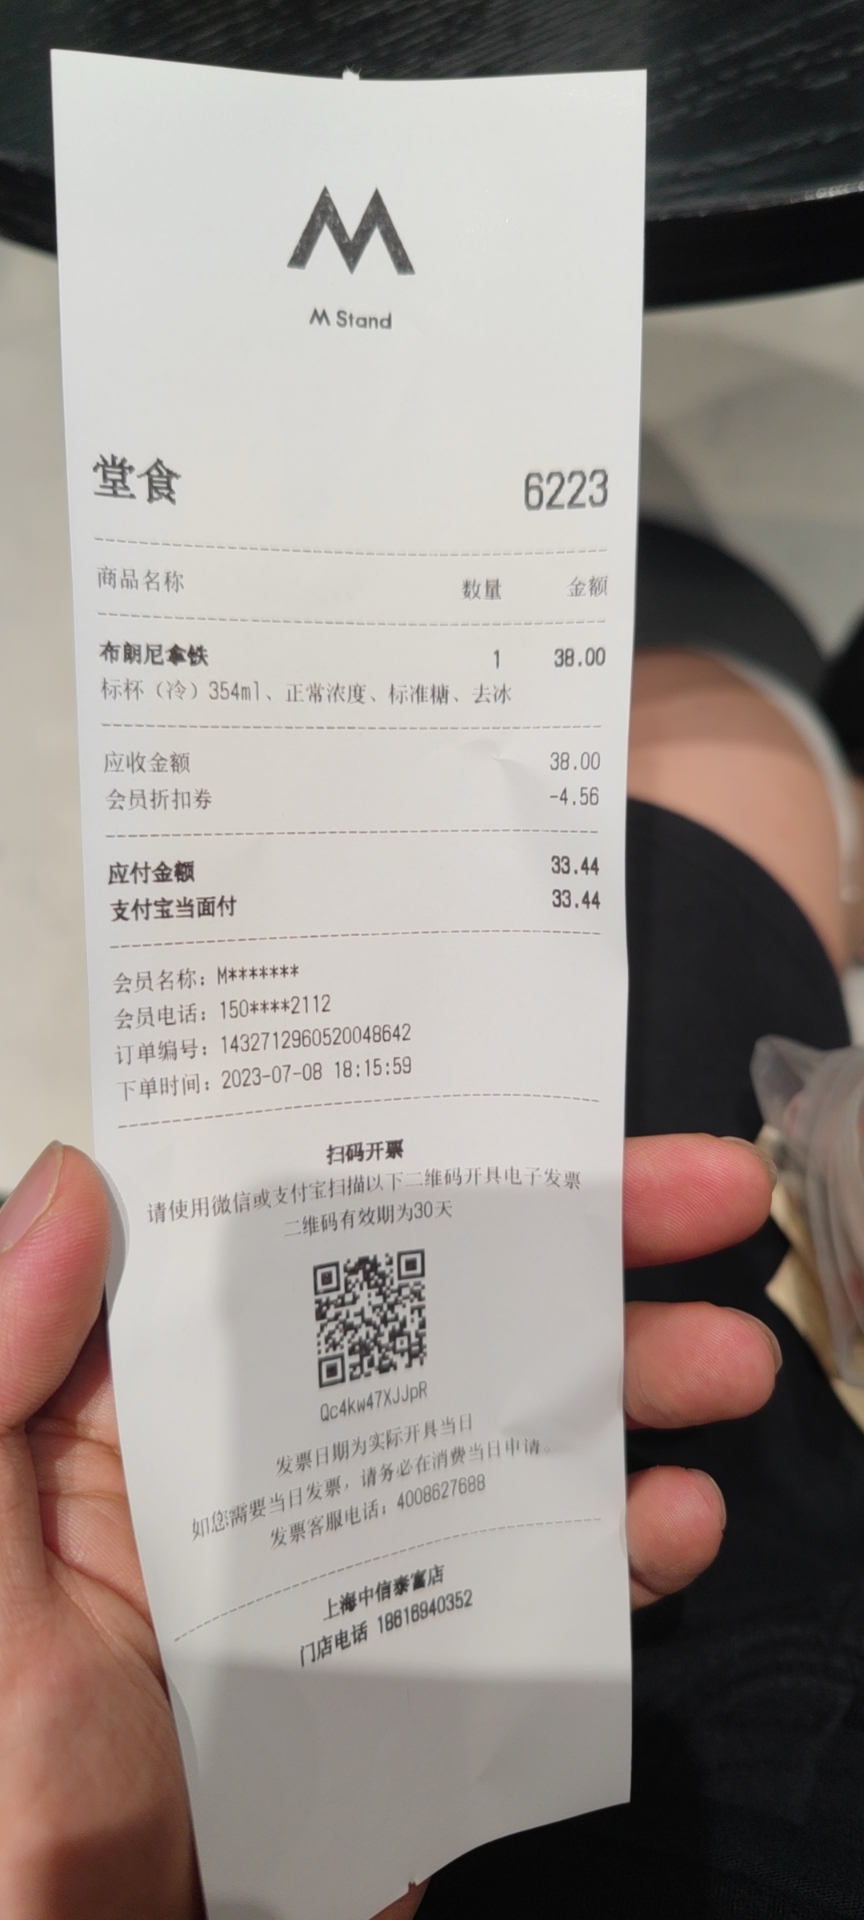 M
M Stand
堂食 6223
商品名称 数量 金额
布朗尼拿铁 1 38.00
标杯（冷）354ml、正常浓度、标准糖、去冰
应收金额 38.00
会员折扣券 -4.56
应付金额 33.44
支付宝当面付 33.44
会员名称：M*******
会员电话：150****2112
订单编号：1432712960520048642
下单时间：2023-07-08 18:15:59
扫码开票
请使用微信或支付宝扫描以下二维码开具电子发票
二维码有效期为30天
Qc4kw47XJJpR
发票日期为实际开具当日
如您需要当日发票，请务必在消费当日申请。
发票客服电话：4008627688
上海中信泰富店
门店电话 18616940352